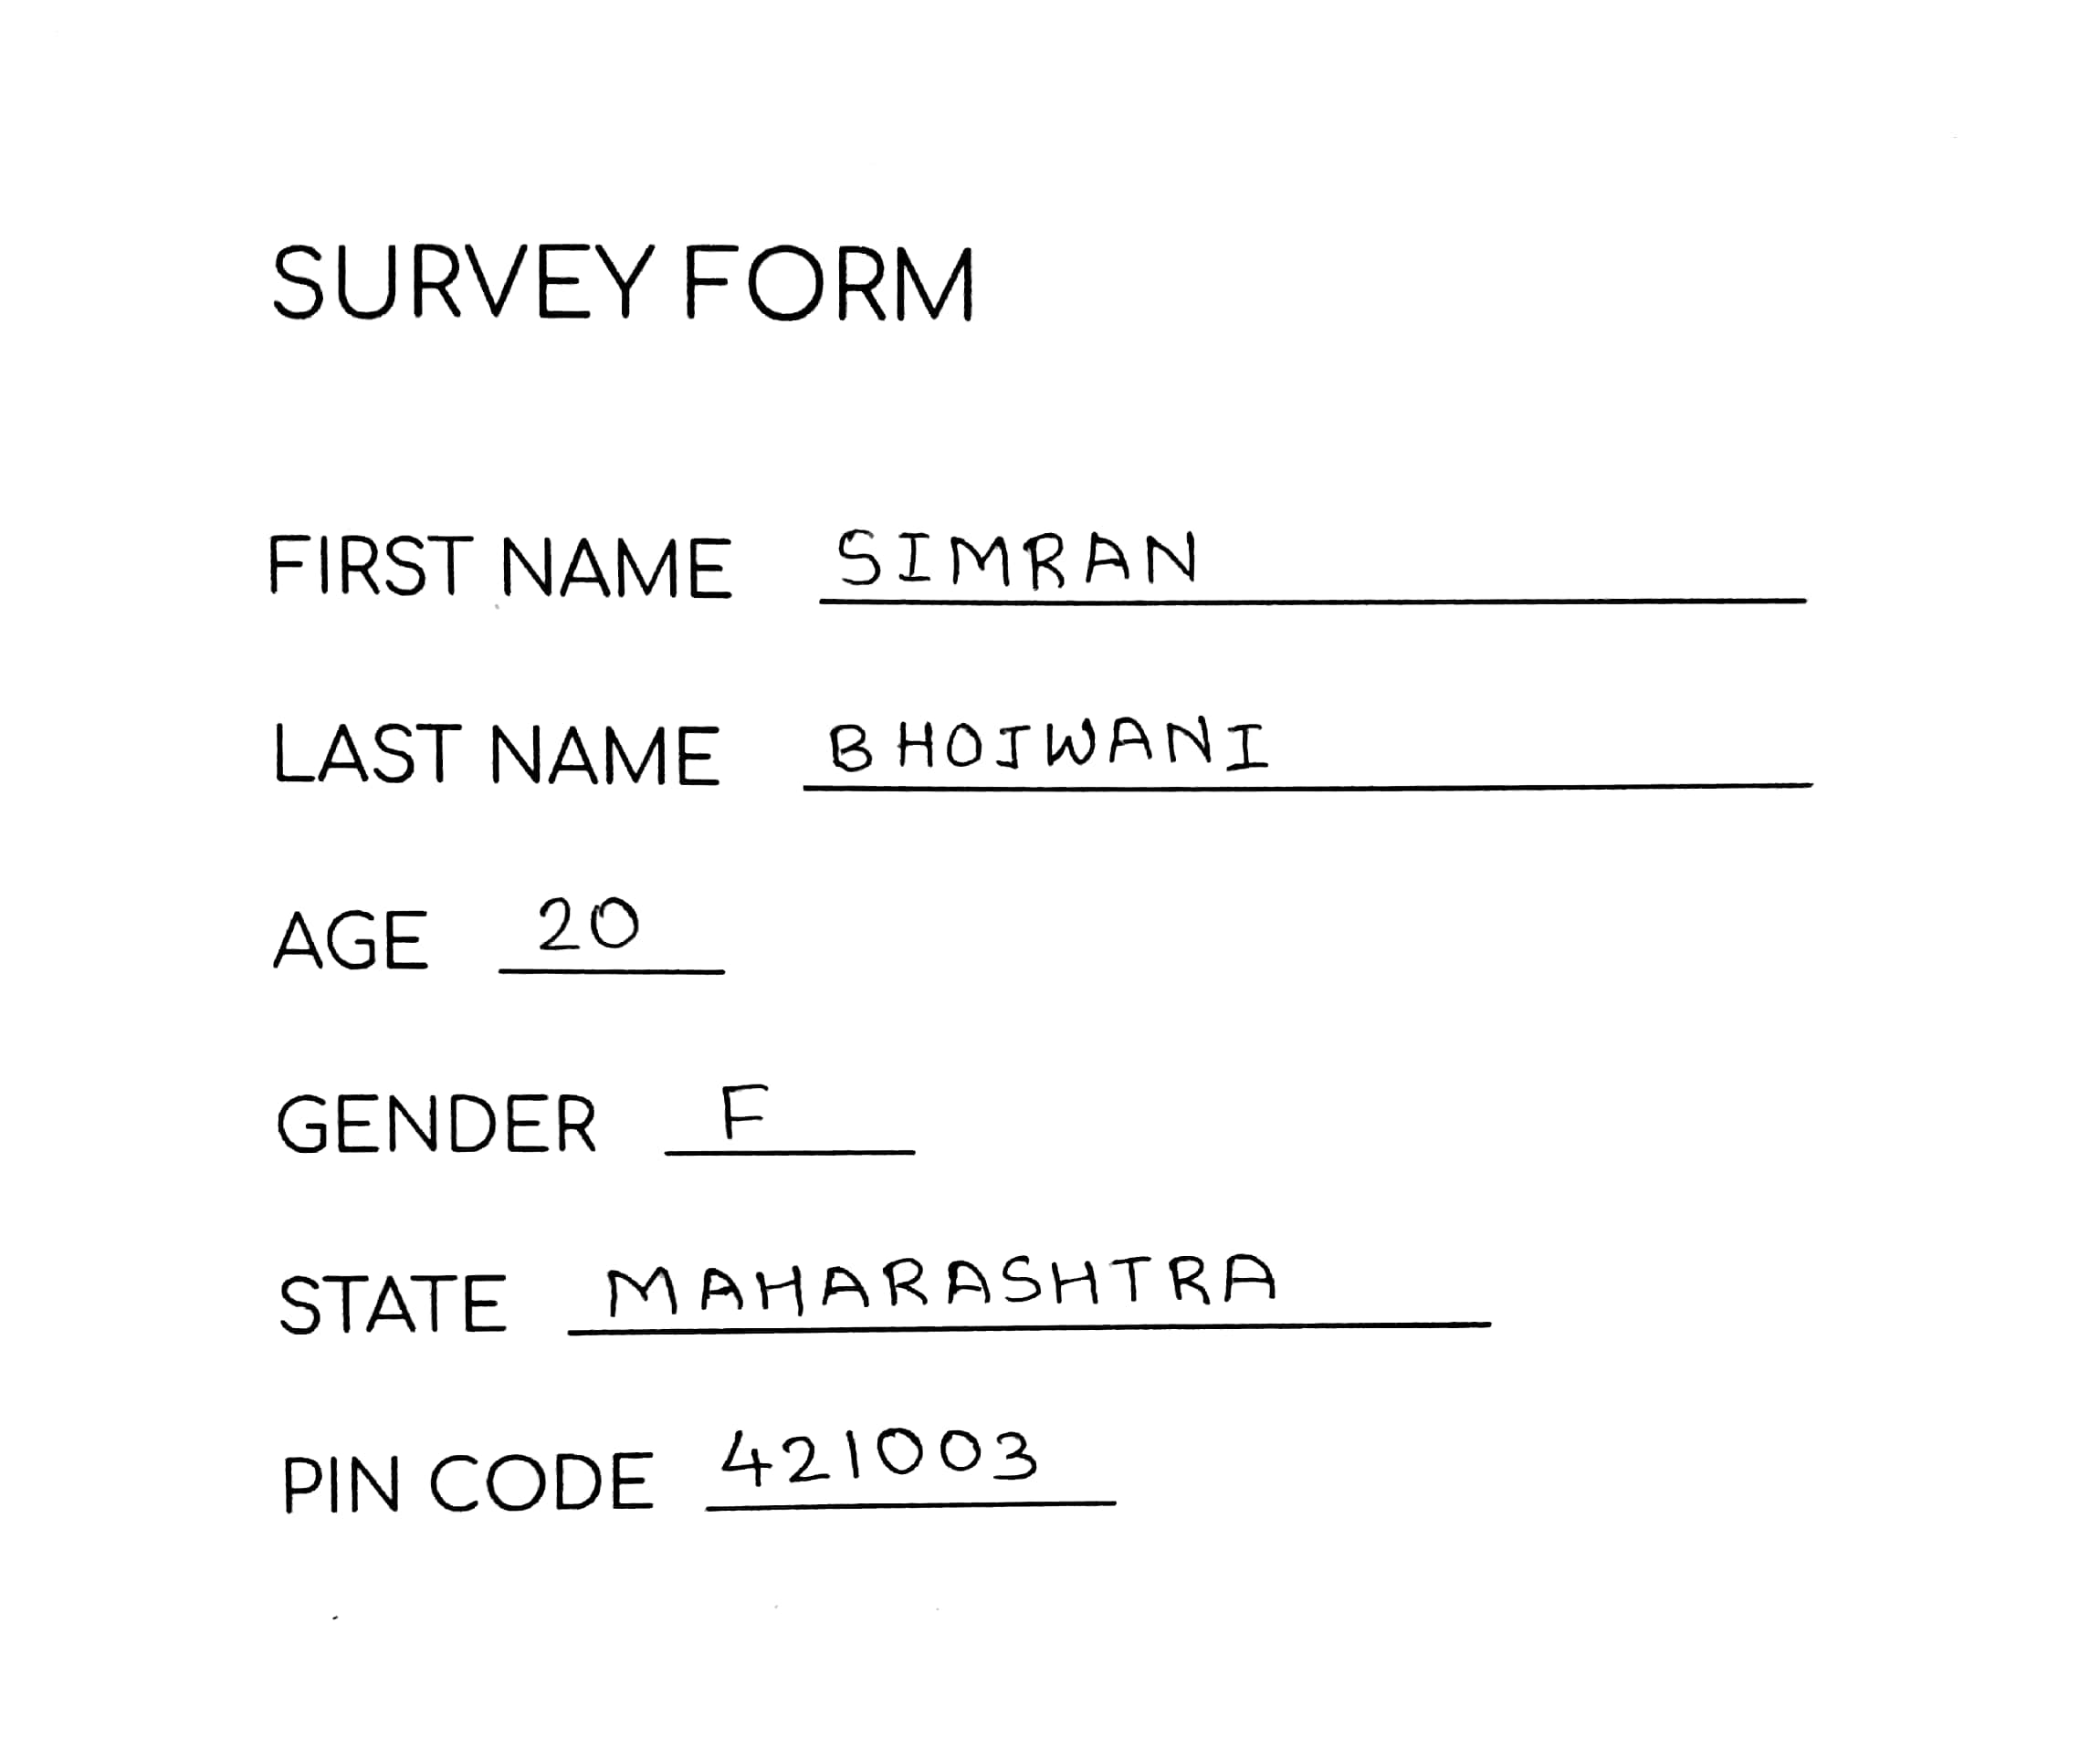 SURVEY FORM
FIRST NAME SIMRAN
LAST NAME BHOJWANI
AGE 20
GENDER F
STATE MAHARASHTRA
PIN CODE 421003